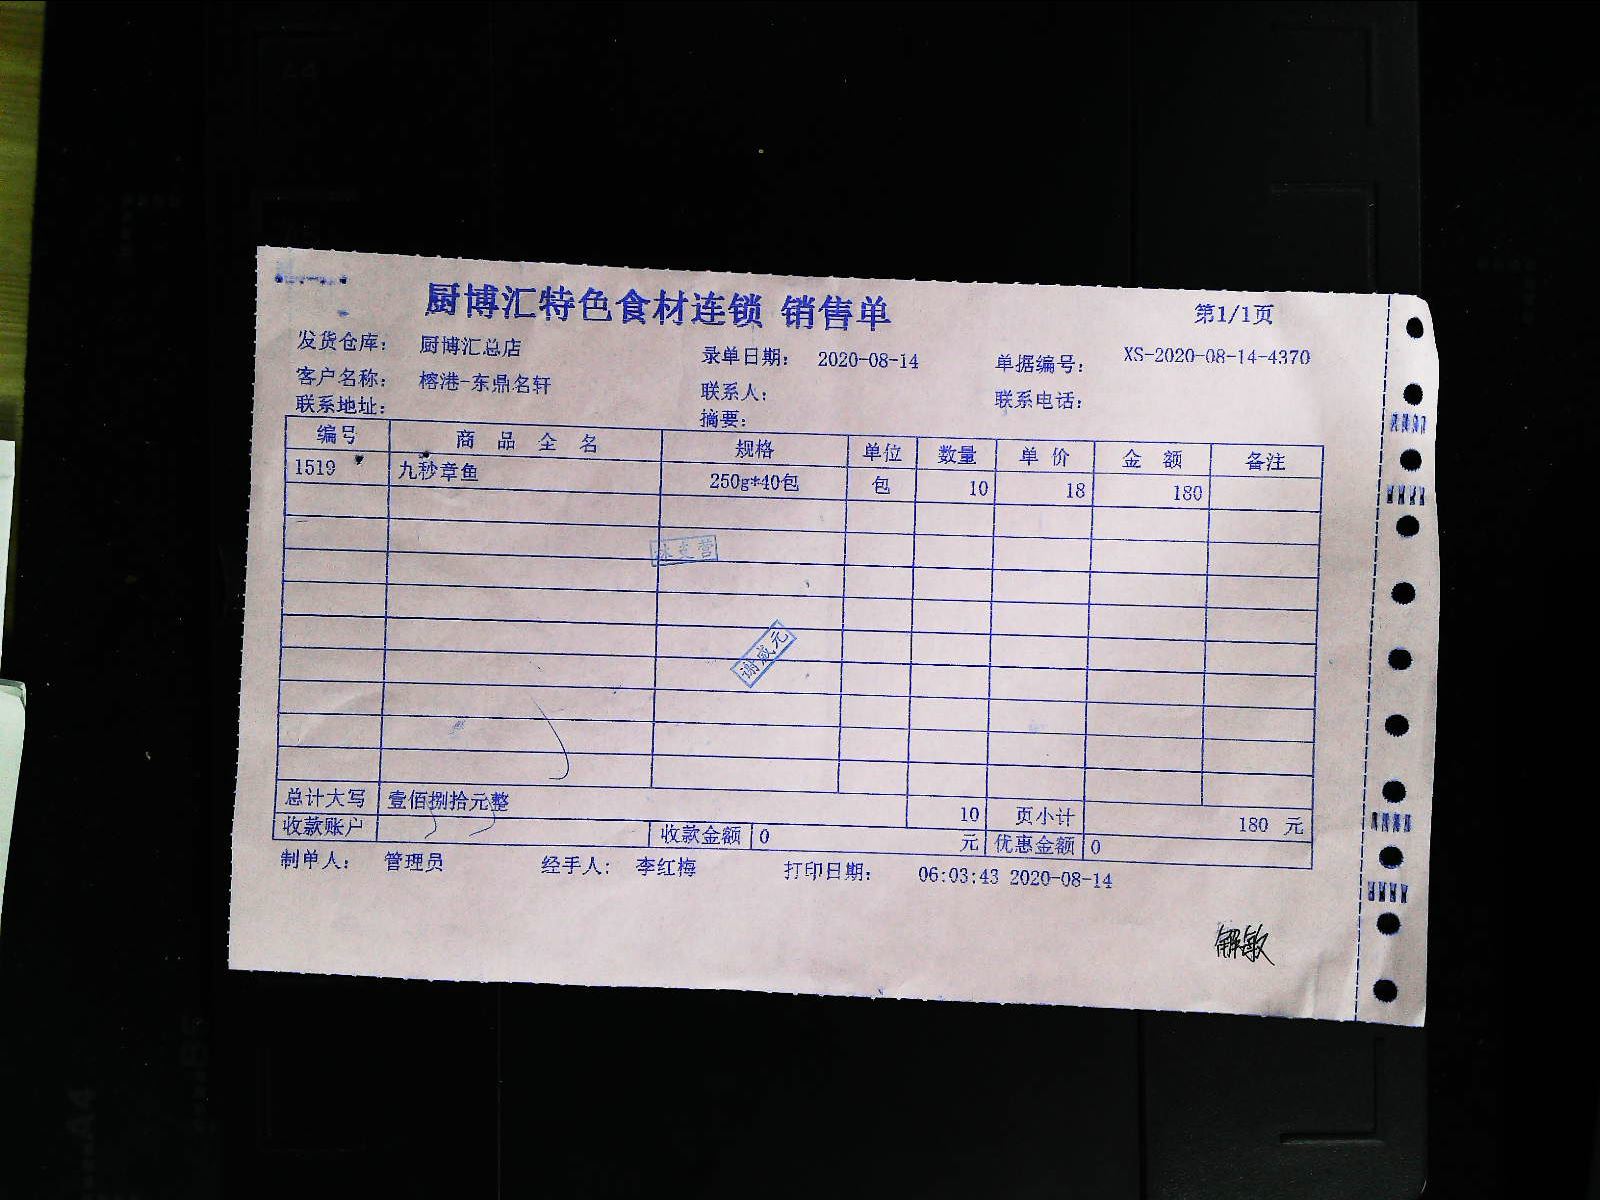 厨博汇特色食材连锁 销售单 第1/1页
发货仓库： 厨博汇总店 录单日期： 2020-08-14 单据编号： XS-2020-08-14-4370
客户名称： 榕港-东鼎名轩 联系人： 联系电话：
联系地址： 摘要：
编号 商品全名 规格 单位 数量 单价 金额 备注
1519 九秒章鱼 250g*40包 包 10 18 180
谢威元
总计大写 壹佰捌拾元整 10 页小计 180 元
收款账户 收款金额 0 元 优惠金额 0
制单人： 管理员 经手人： 李红梅 打印日期： 06:03:43 2020-08-14
解敏